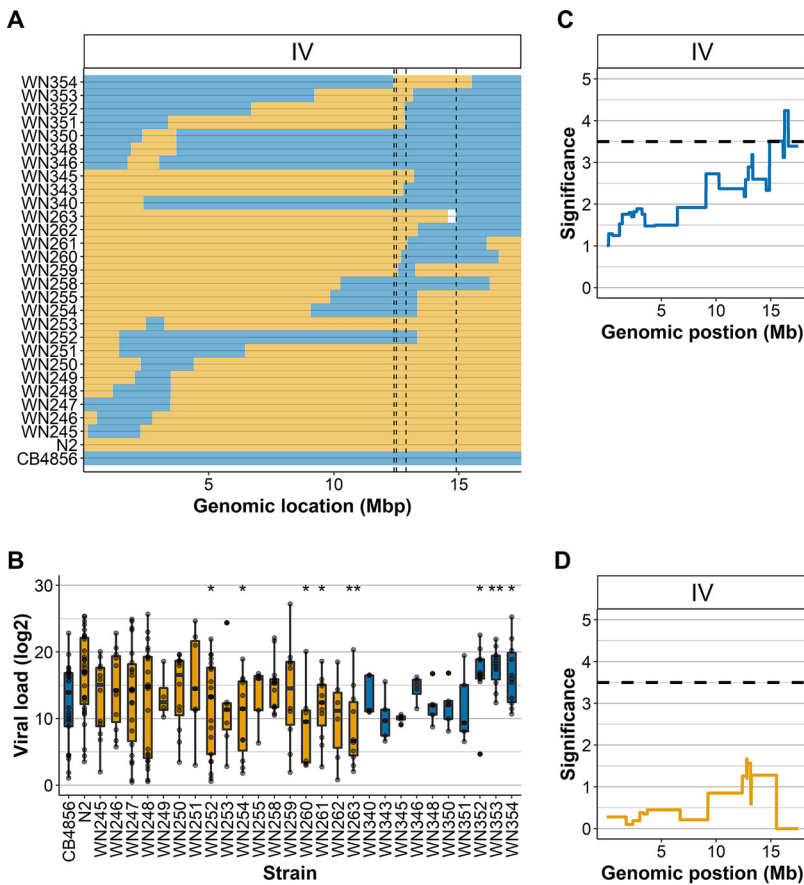 A
IV
WN354
WN353
WN352
WN351
WN350
WN348
WN346
WN345
WN343
WN340
WN263
WN262
WN261
WN260
WN259
WN258
WN255
WN254
WN253
WN252
WN251
WN250
WN249
WN248
WN247
WN246
WN245
N2
CB4856
5 10 15
Genomic location (Mbp)
C
IV
Significance
5
4
3
2
1
0
5 10 15
Genomic postion (Mb)
B
Viral load (log2)
30
20
10
0
* * * * ** * ** *
CB4856 N2 WN245 WN246 WN247 WN248 WN249 WN250 WN251 WN252 WN253 WN254 WN255 WN258 WN259 WN260 WN261 WN262 WN263 WN340 WN343 WN345 WN346 WN348 WN350 WN351 WN352 WN353 WN354
Strain
D
IV
Significance
5
4
3
2
1
0
5 10 15
Genomic postion (Mb)